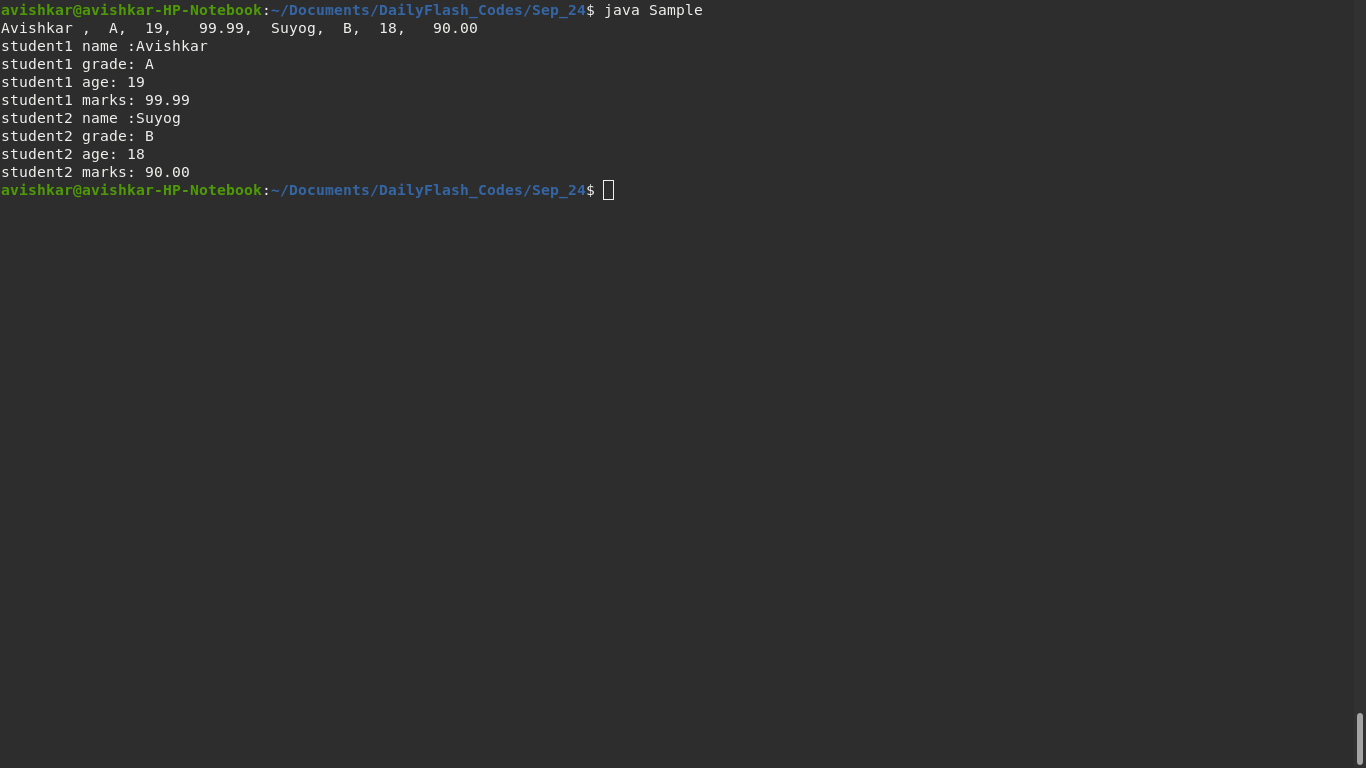 avishkar@avishkar-HP-Notebook:~/Documents/DailyFlash_Codes/Sep_24$ java Sample
Avishkar ,  A,  19,   99.99,  Suyog,  B,  18,   90.00
student1 name :Avishkar
student1 grade: A
student1 age: 19
student1 marks: 99.99
student2 name :Suyog
student2 grade: B
student2 age: 18
student2 marks: 90.00
avishkar@avishkar-HP-Notebook:~/Documents/DailyFlash_Codes/Sep_24$